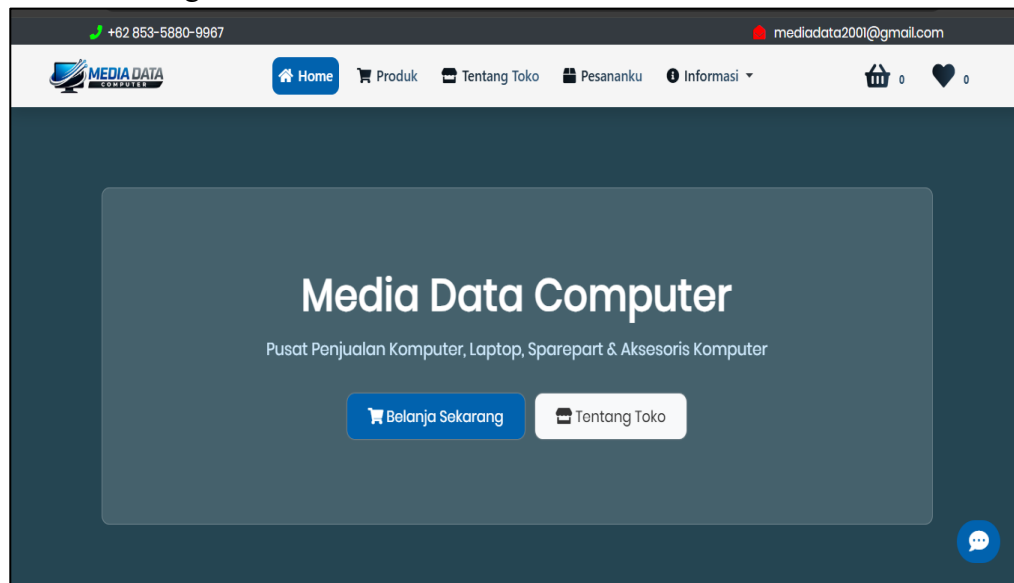 +62 853-5880-9967
mediadata2001@gmail.com
MEDIA DATA
COMPUTER
Home
Produk
Tentang Toko
Pesananku
Informasi
0
0
Media Data Computer
Pusat Penjualan Komputer, Laptop, Sparepart & Aksesoris Komputer
Belanja Sekarang
Tentang Toko